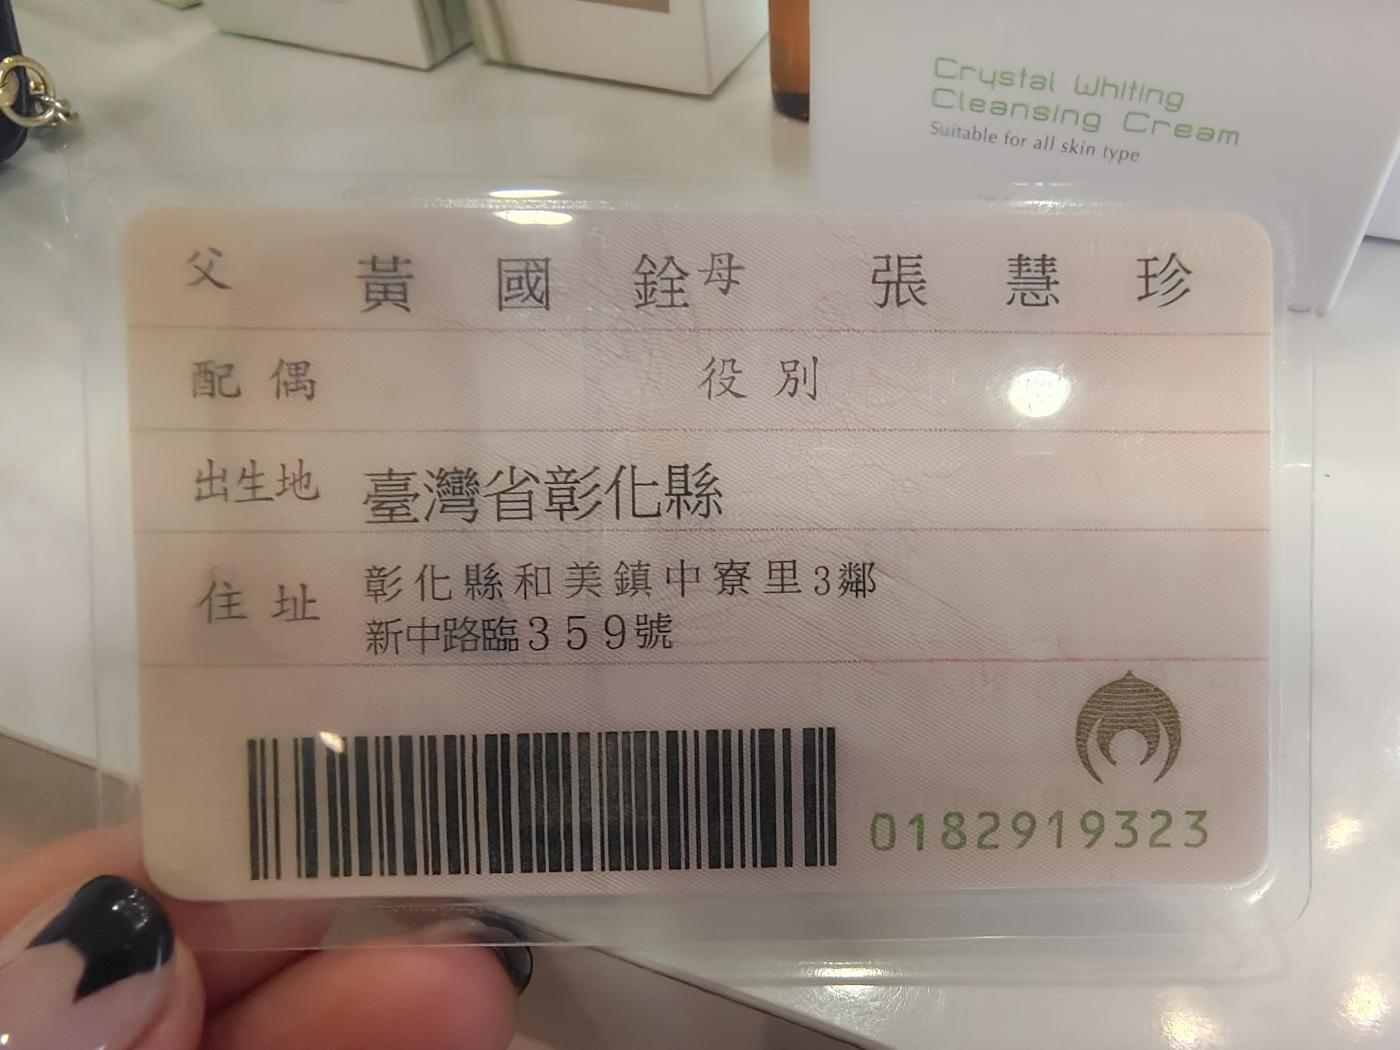 Crystal Whiting
Cleansing Cream
Suitable for all skin type
父 黃國銓 母 張慧珍
配偶 役別
出生地 臺灣省彰化縣
住址 彰化縣和美鎮中寮里3鄰
新中路臨359號
0182919323